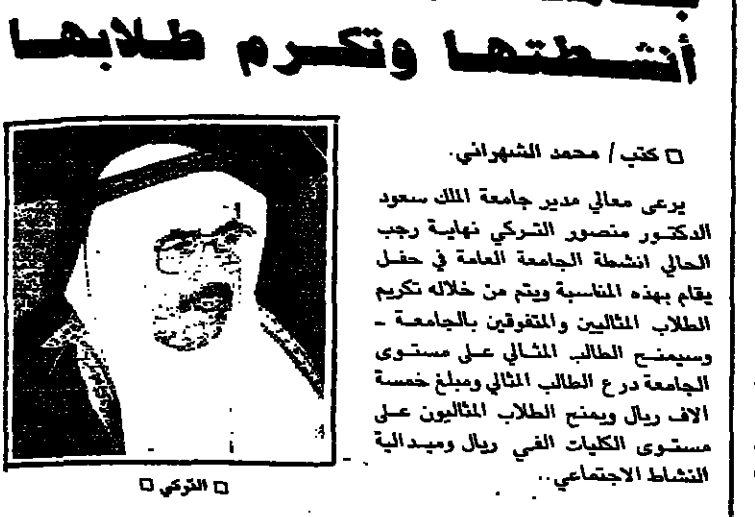 أنشطتها وتكرم طلابها
□ كتب / محمد الشهراني.
يرعى معالي مدير جامعة الملك سعود
الدكتور منصور التركي نهاية رجب
الحالي انشطة الجامعة العامة في حفل
يقام بهذه المناسبة ويتم من خلاله تكريم
الطلاب المثاليين والمتفوقين بالجامعة ـ
وسيمنح الطالب المثالي على مستوى
الجامعة درع الطالب المثالي ومبلغ خمسة
الاف ريال ويمنح الطلاب المثاليون على
مستوى الكليات الفي ريال وميدالية
النشاط الاجتماعي..
□ التركي □